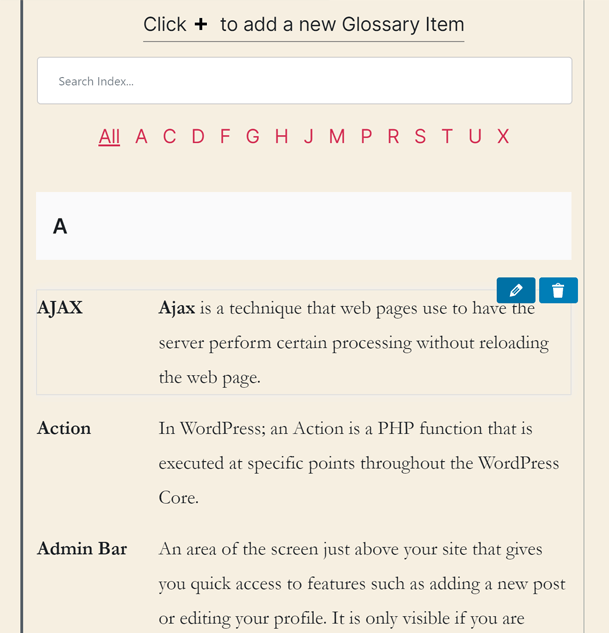 Click + to add a new Glossary Item
Search Index...
All A C D F G H J M P R S T U X
A
AJAX Ajax is a technique that web pages use to have the
server perform certain processing without reloading
the web page.
Action In WordPress; an Action is a PHP function that is
executed at specific points throughout the WordPress
Core.
Admin Bar An area of the screen just above your site that gives
you quick access to features such as adding a new post
or editing your profile. It is only visible if you are